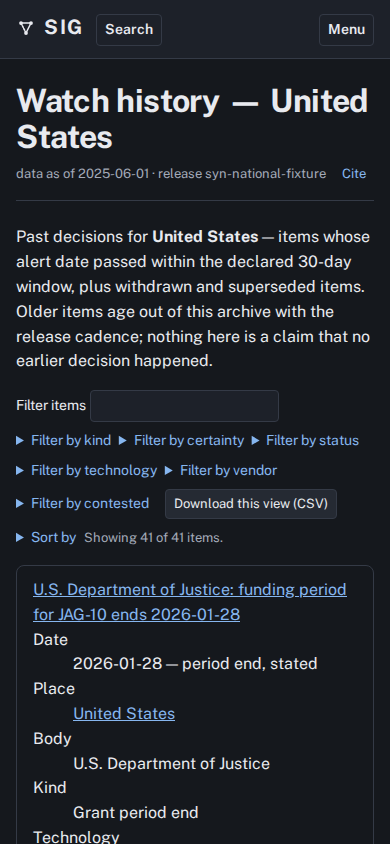 SIG
Search
Menu
Watch history — United
States
data as of 2025-06-01 · release syn-national-fixture Cite
Past decisions for United States — items whose
alert date passed within the declared 30-day
window, plus withdrawn and superseded items.
Older items age out of this archive with the
release cadence; nothing here is a claim that no
earlier decision happened.
Filter items
Filter by kind Filter by certainty Filter by status
Filter by technology Filter by vendor
Filter by contested Download this view (CSV)
Sort by Showing 41 of 41 items.
U.S. Department of Justice: funding period
for JAG-10 ends 2026-01-28
Date
2026-01-28 — period end, stated
Place
United States
Body
U.S. Department of Justice
Kind
Grant period end
Technology